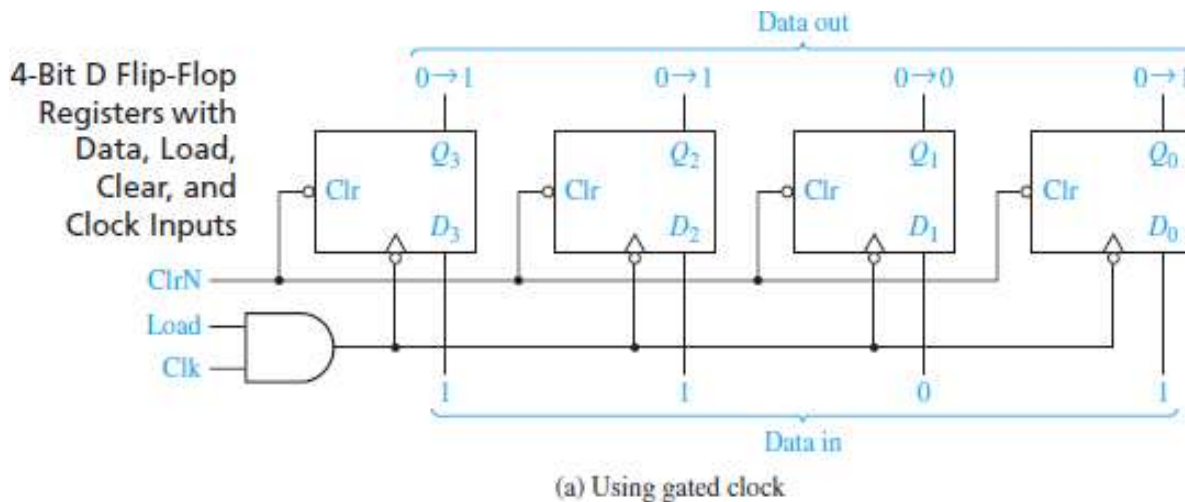 Data out
4-Bit D Flip-Flop
Registers with
Data, Load,
Clear, and
Clock Inputs
0→1 0→1 0→0 0→1
Q3 Q2 Q1 Q0
Clr Clr Clr Clr
D3 D2 D1 D0
ClrN
Load
Clk
1 1 0 1
Data in
(a) Using gated clock